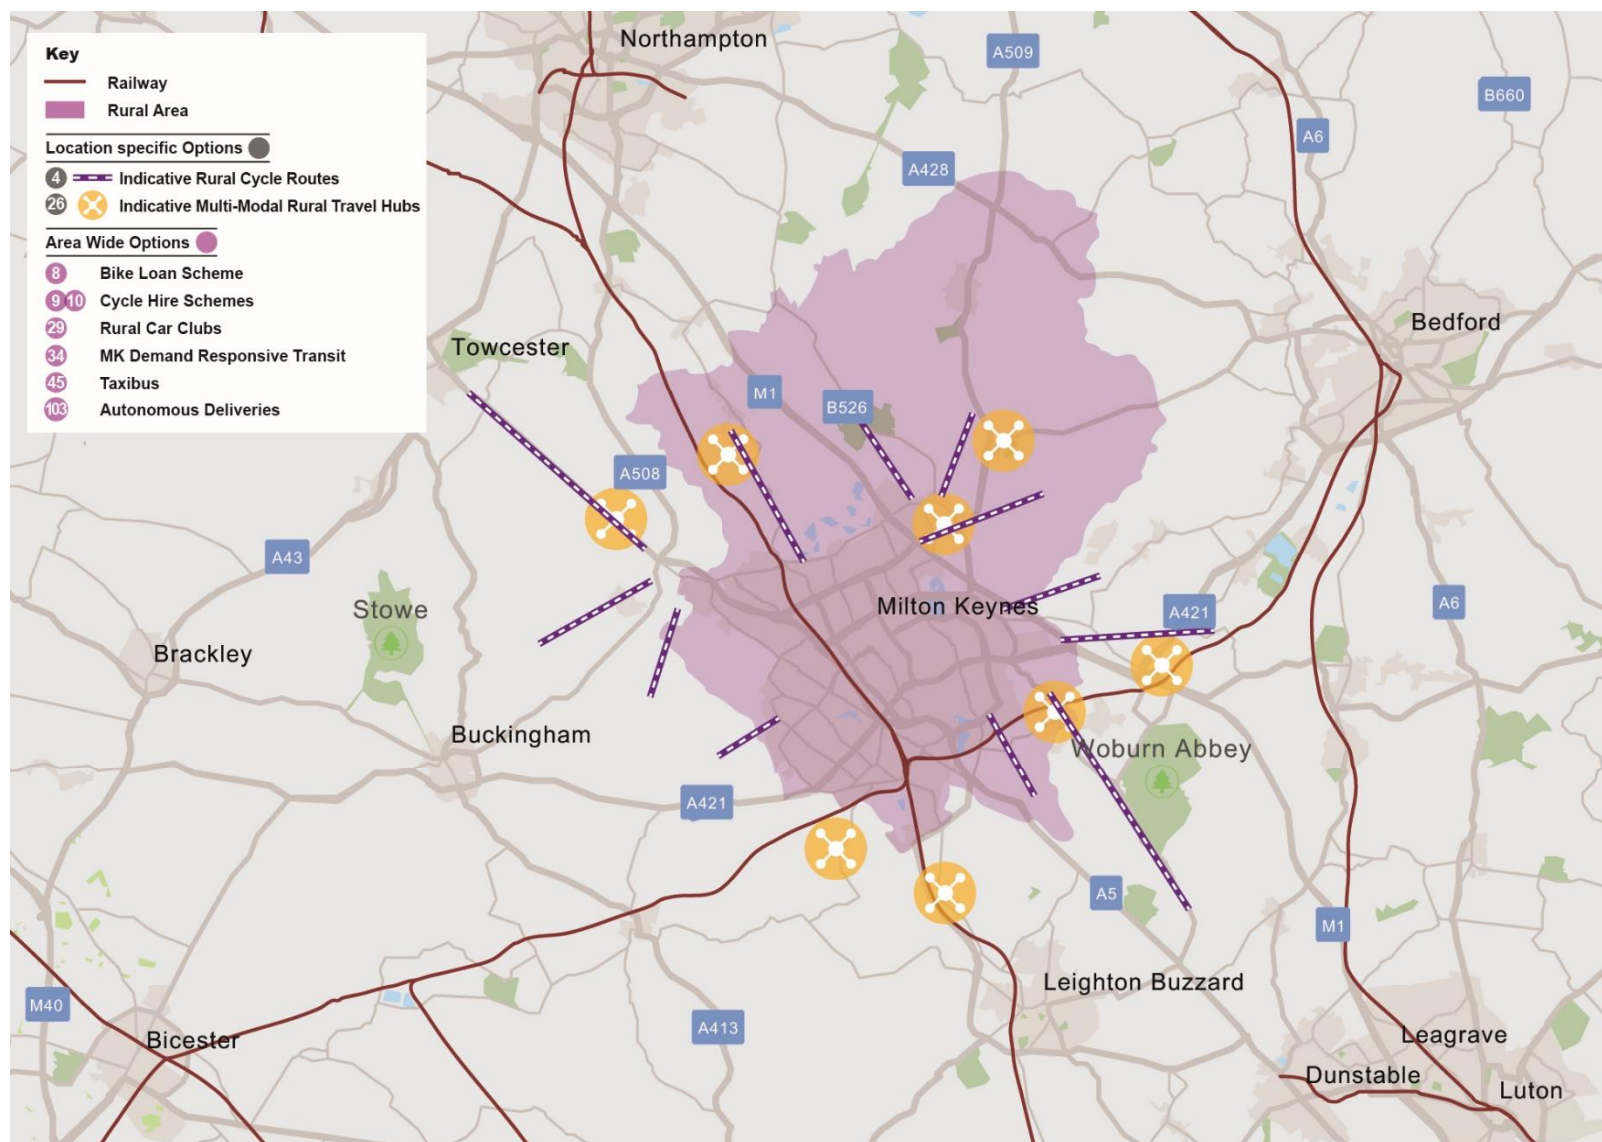 Key
Railway
Rural Area
Location specific Options
4 Indicative Rural Cycle Routes
26 Indicative Multi-Modal Rural Travel Hubs
Area Wide Options
8 Bike Loan Scheme
9 10 Cycle Hire Schemes
29 Rural Car Clubs
34 MK Demand Responsive Transit
45 Taxibus
103 Autonomous Deliveries
Northampton
A509
B660
A6
A428
Bedford
Towcester
M1
B526
A508
A43
Stowe
Milton Keynes
A421
A6
Brackley
Buckingham
Woburn Abbey
A421
A5
M1
Leighton Buzzard
M40
A413
Bicester
Leagrave
Dunstable
Luton